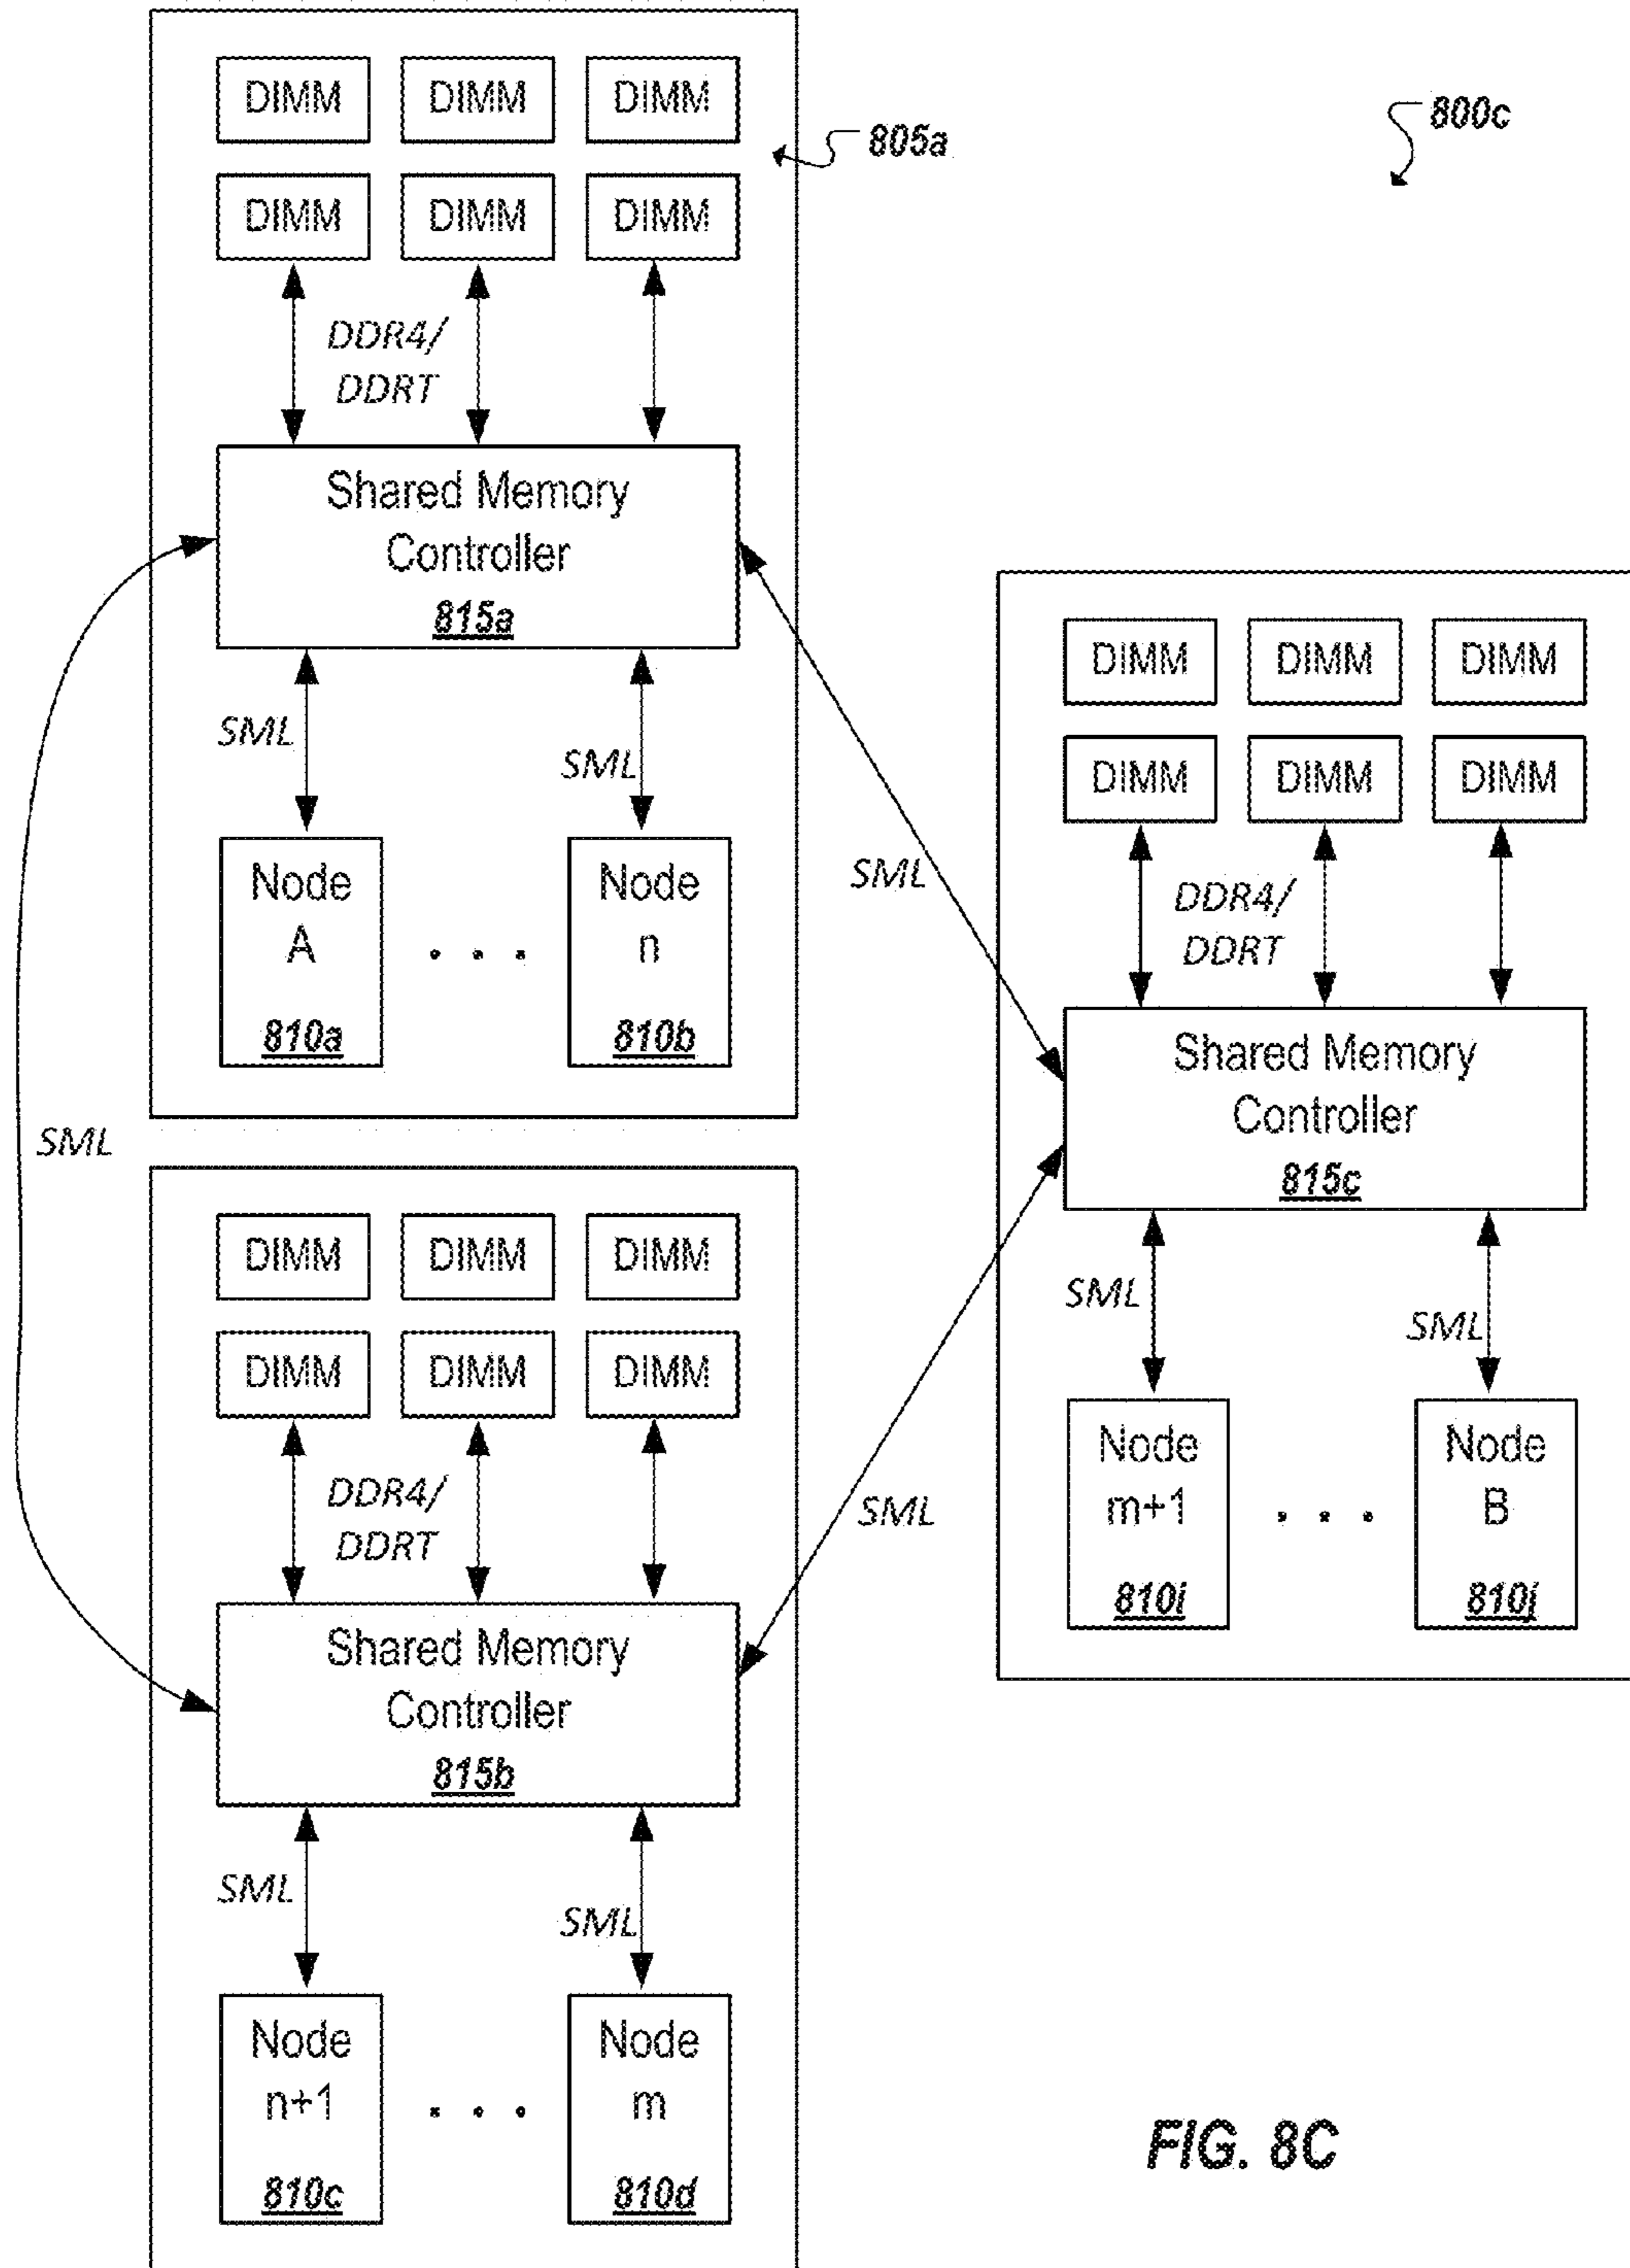 DIMM DIMM DIMM
800c
805a
DIMM DIMM DIMM
DDR4/
DDRT
Shared Memory
Controller
815a
SML
SML
Node
A
810a
. . .
Node
n
810b
SML
SML
DIMM DIMM DIMM
DIMM DIMM DIMM
DDR4/
DDRT
Shared Memory
Controller
815c
SML
SML
Node
m+1
810i
. . .
Node
B
810j
DIMM DIMM DIMM
DIMM DIMM DIMM
DDR4/
DDRT
SML
Shared Memory
Controller
815b
SML
SML
Node
n+1
810c
. . .
Node
m
810d
FIG. 8C